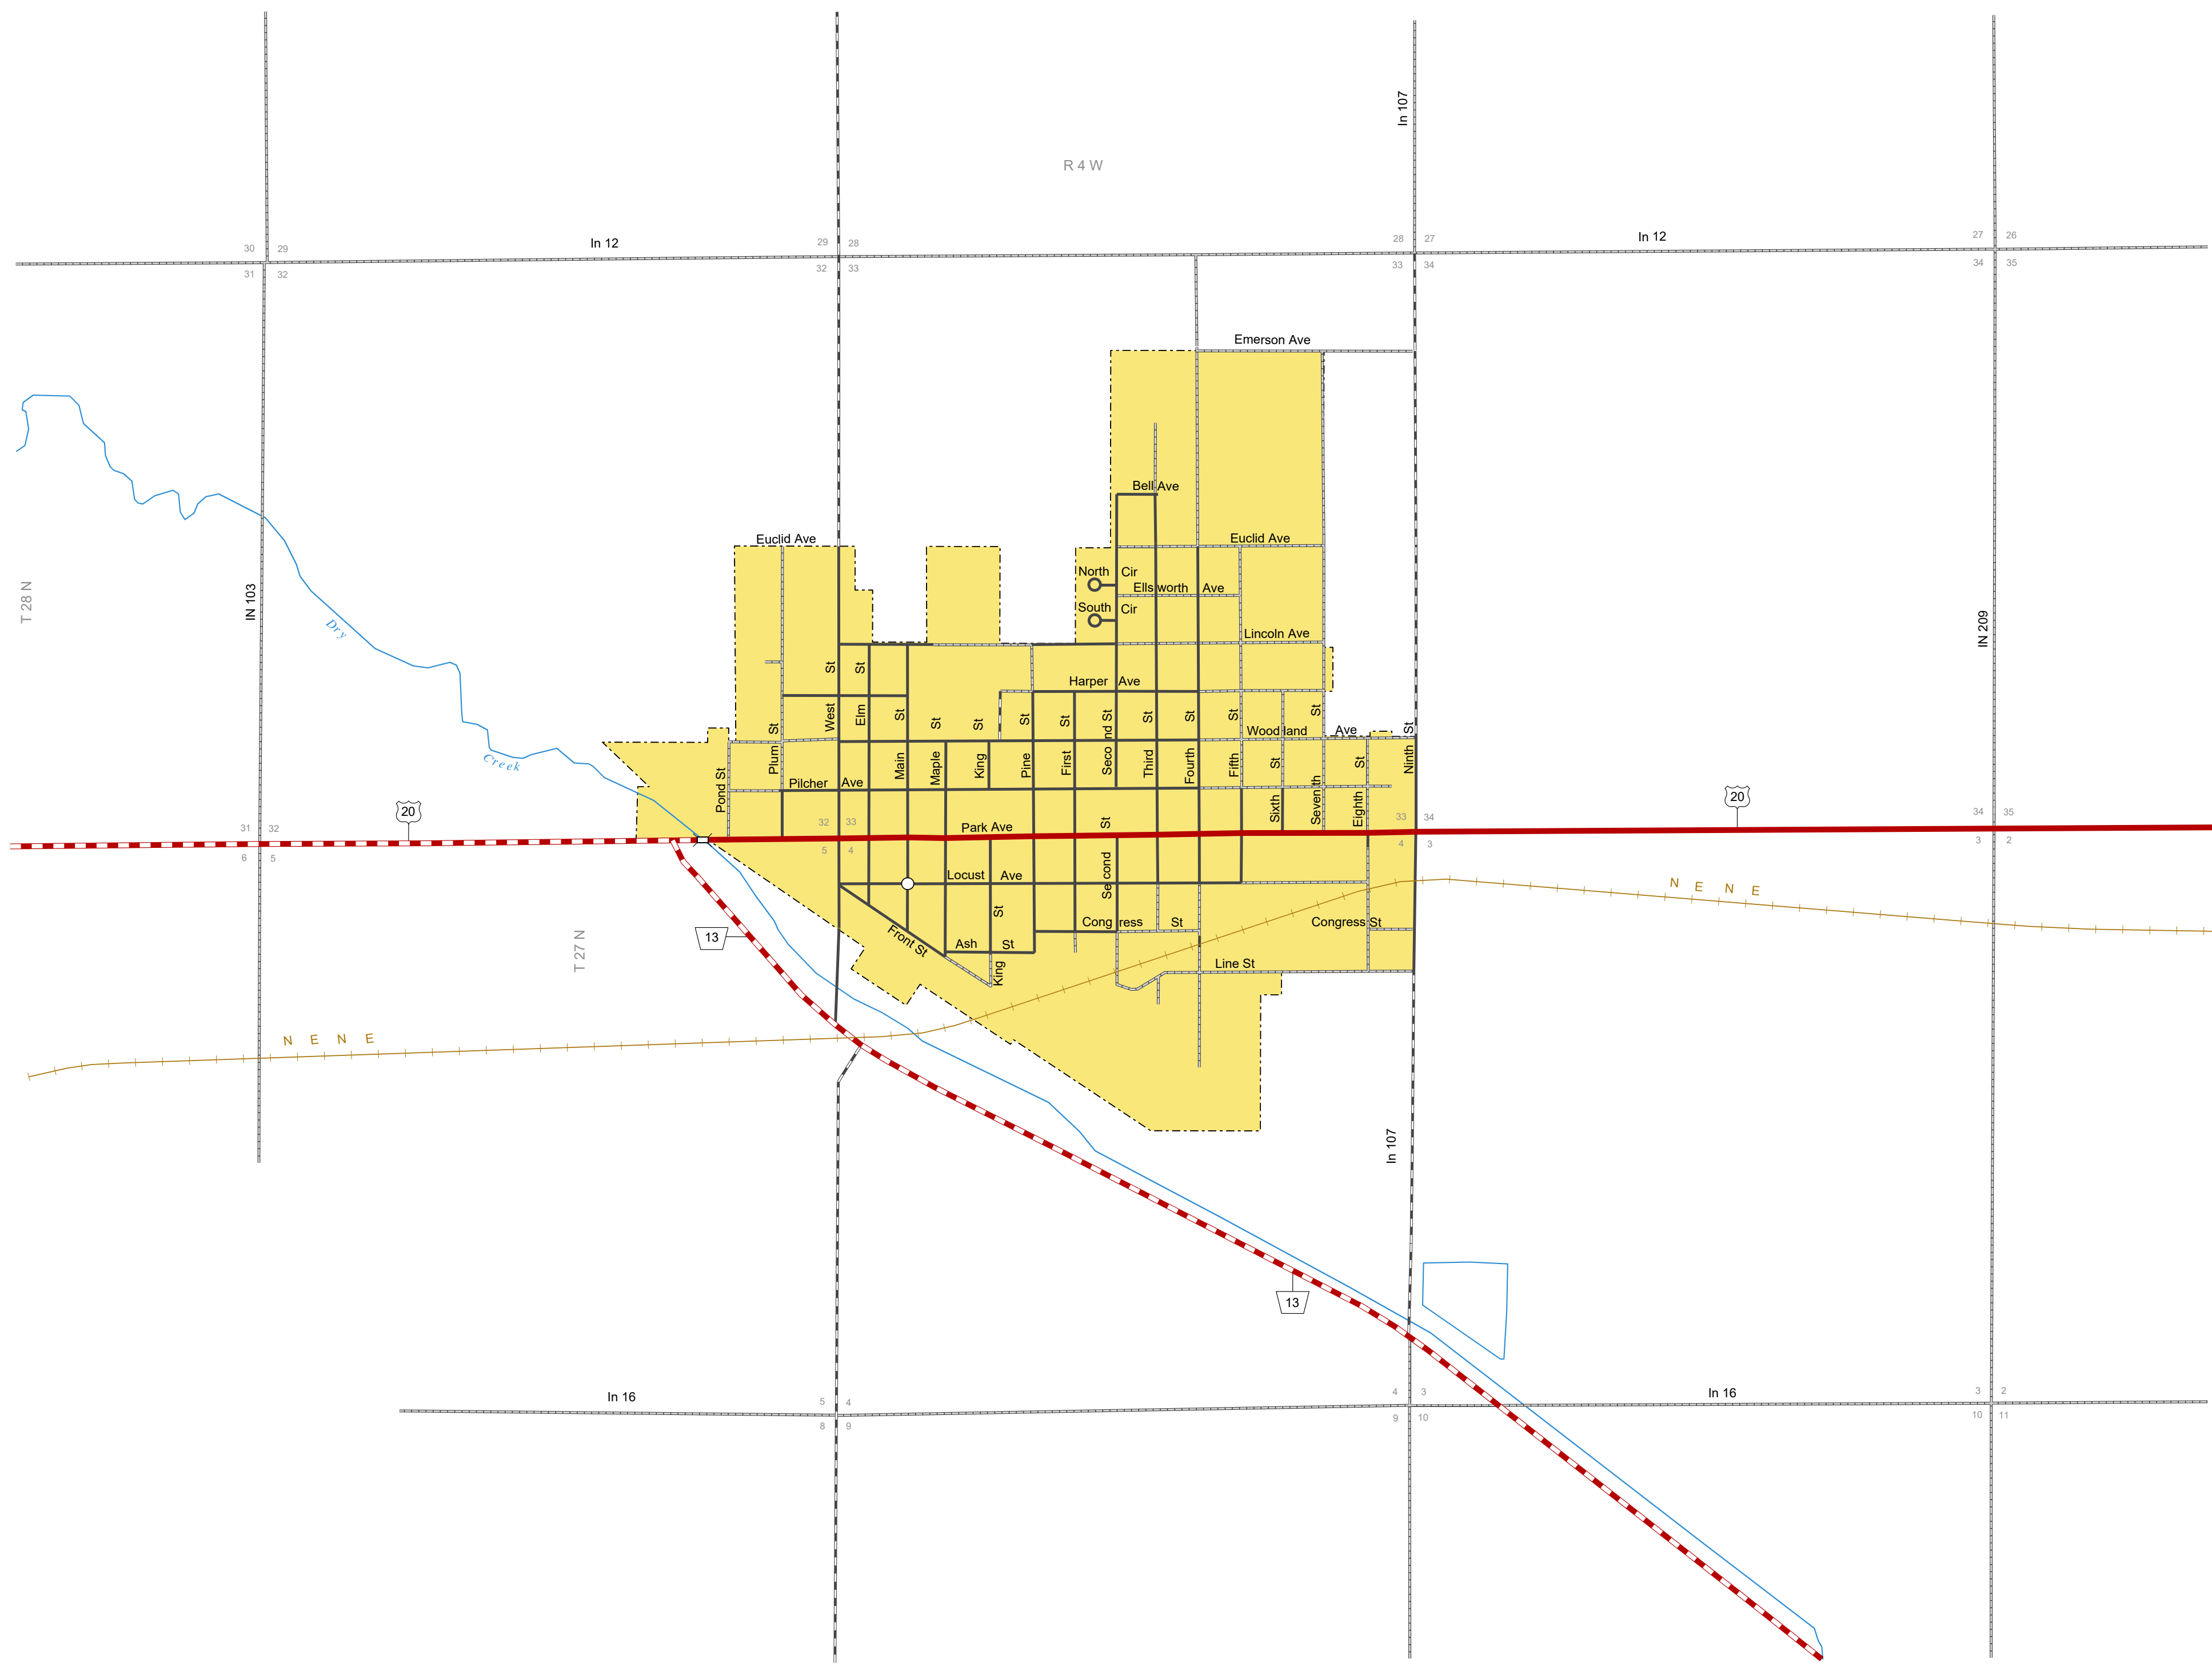 In 107
R 4 W
In 12
In 12
30 29
31 32
29 28
32 33
28 27
33 34
27 26
34 35
Emerson Ave
Bell Ave
Euclid Ave
Euclid Ave
North Cir
Ellsworth Ave
South Cir
Lincoln Ave
T 28 N
IN 103
IN 209
Dry Creek
Harper Ave
Woodland Ave
Pond St
Plum St
West St
Elm St
Main St
Maple St
King St
Pine St
First St
Second St
Third St
Fourth St
Fifth St
Sixth St
Seventh St
Eighth St
Ninth St
Pilcher Ave
20
20
31 32
6 5
32 33
5 4
33 34
4 3
34 35
3 2
Park Ave
Second St
Locust Ave
Congress St
Congress St
Front St
Ash St
King St
Line St
13
T 27 N
N E N E
N E N E
In 107
13
In 16
In 16
5 4
8 9
4 3
9 10
3 2
10 11